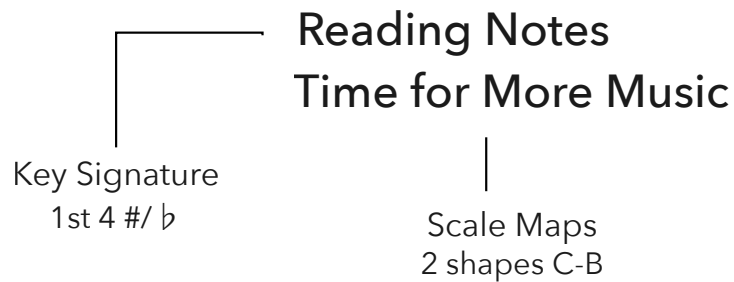 Reading Notes
Time for More Music
Key Signature
1st 4 #/ ♭
Scale Maps
2 shapes C-B